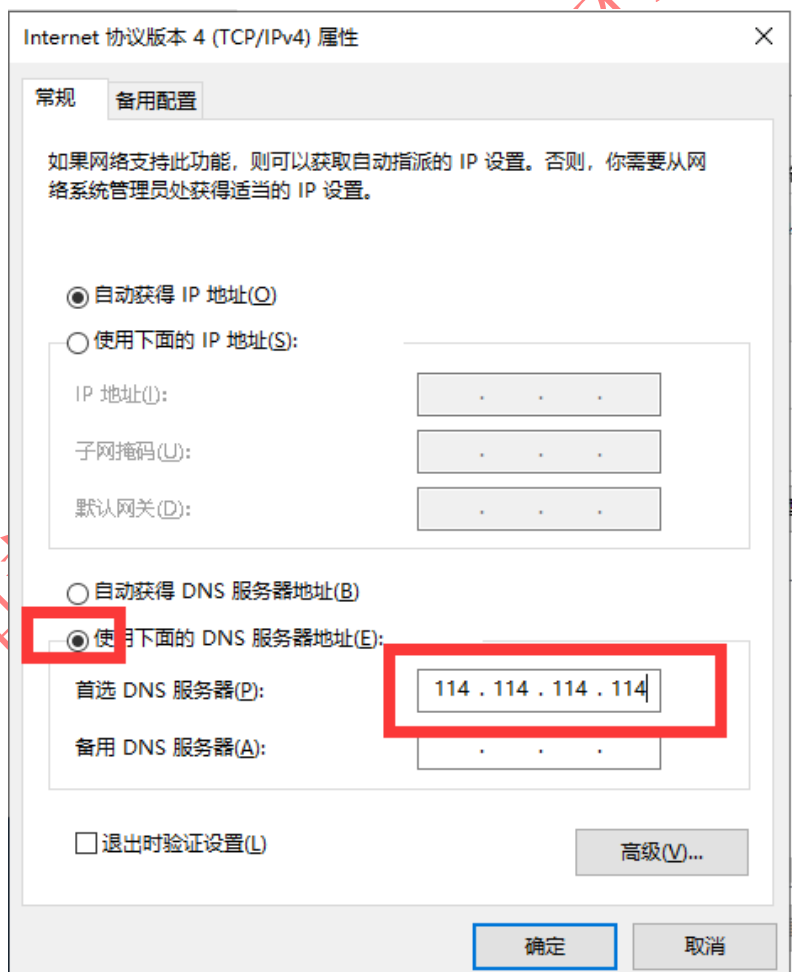 Internet 协议版本 4 (TCP/IPv4) 属性
常规
备用配置
如果网络支持此功能，则可以获取自动指派的 IP 设置。否则，你需要从网
络系统管理员处获得适当的 IP 设置。
自动获得 IP 地址(O)
使用下面的 IP 地址(S):
IP 地址(I):
子网掩码(U):
默认网关(D):
自动获得 DNS 服务器地址(B)
使用下面的 DNS 服务器地址(E):
首选 DNS 服务器(P): 114 . 114 . 114 . 114
备用 DNS 服务器(A):
退出时验证设置(L)
高级(V)...
确定
取消